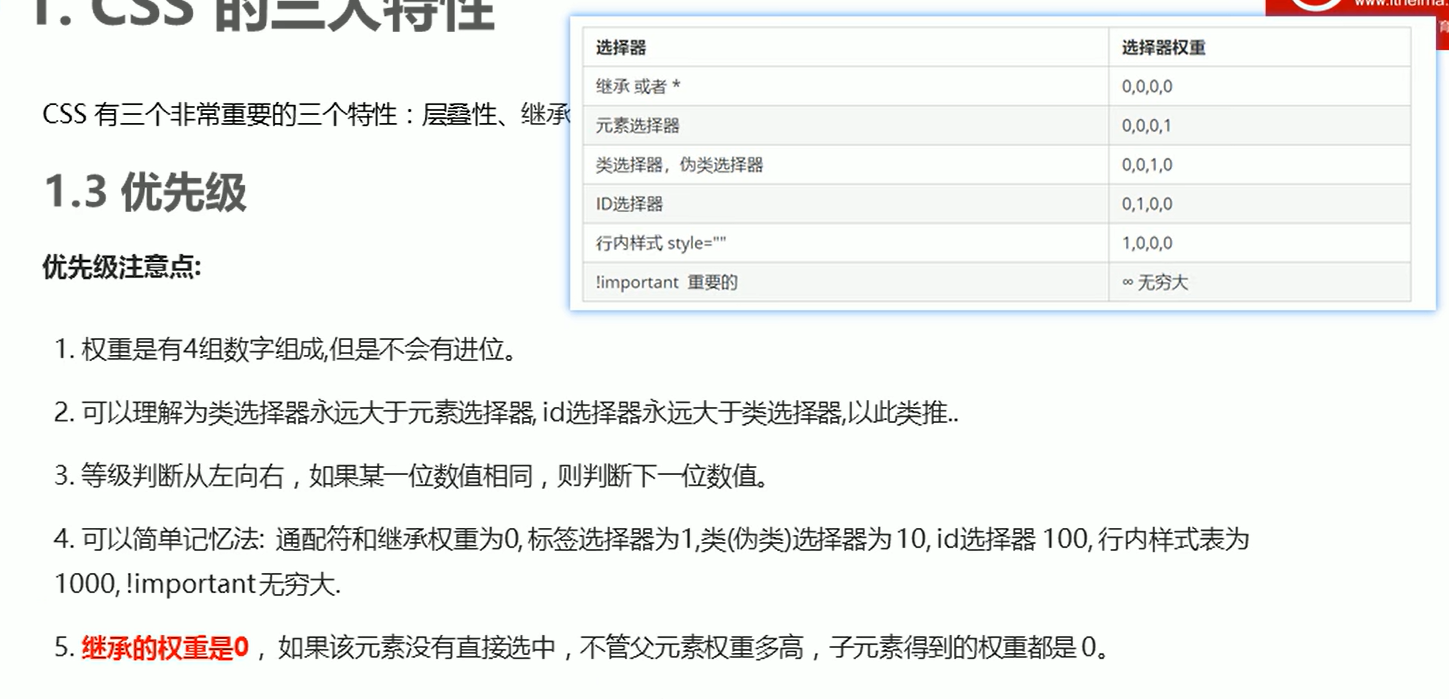 1. CSS 的三大特性
www.itheima.
育
CSS 有三个非常重要的三个特性：层叠性、继承
选择器 选择器权重
继承 或者 * 0,0,0,0
元素选择器 0,0,0,1
类选择器，伪类选择器 0,0,1,0
ID选择器 0,1,0,0
行内样式 style="" 1,0,0,0
!important 重要的 ∞ 无穷大
1.3 优先级
优先级注意点:
1. 权重是有4组数字组成,但是不会有进位。
2. 可以理解为类选择器永远大于元素选择器, id选择器永远大于类选择器,以此类推..
3. 等级判断从左向右，如果某一位数值相同，则判断下一位数值。
4. 可以简单记忆法: 通配符和继承权重为0, 标签选择器为1,类(伪类)选择器为 10, id选择器 100, 行内样式表为
1000, !important 无穷大.
5. 继承的权重是0， 如果该元素没有直接选中，不管父元素权重多高，子元素得到的权重都是 0。